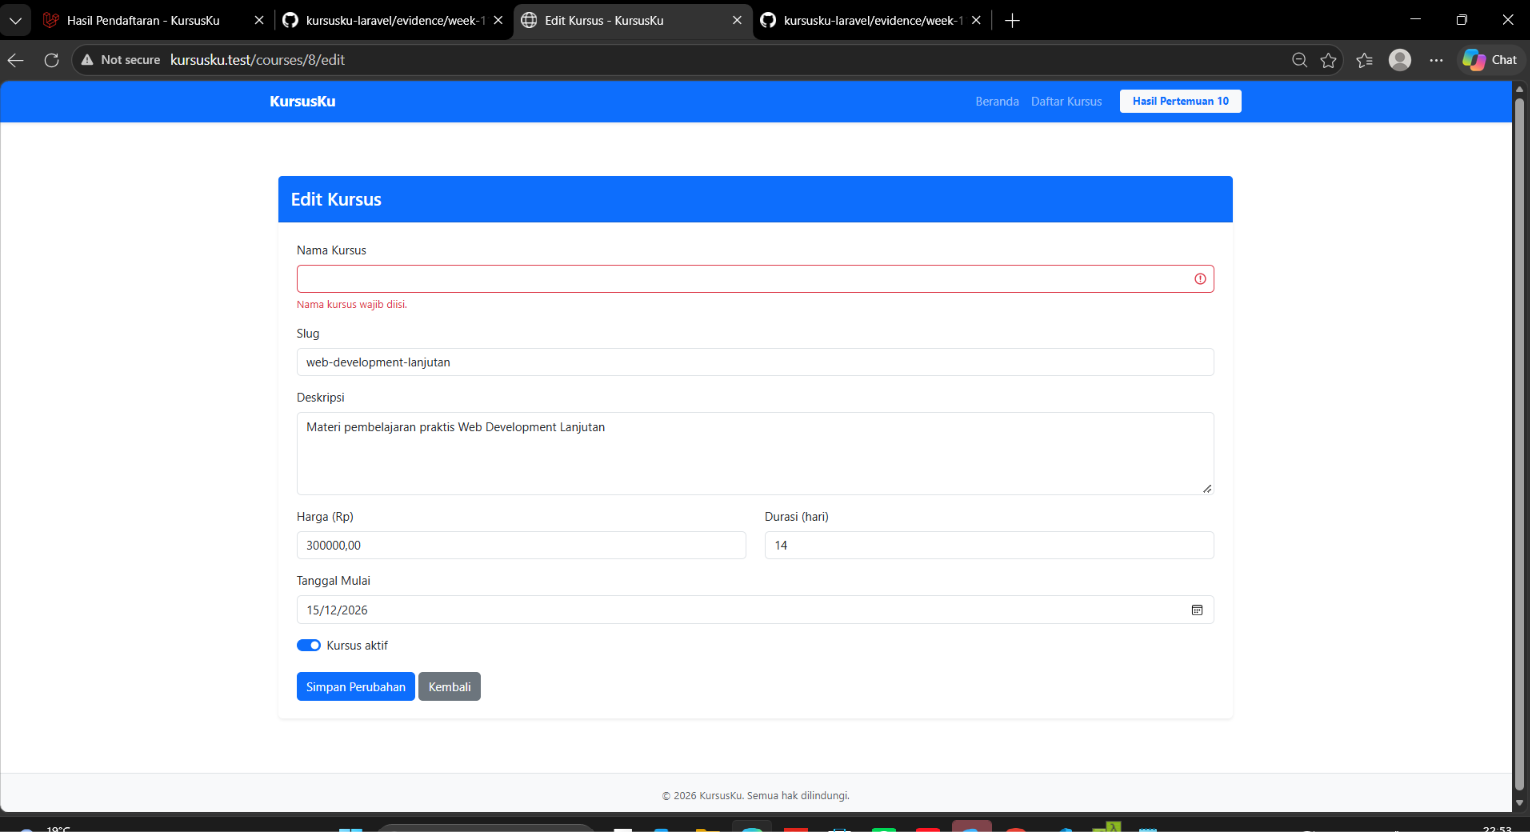 Hasil Pendaftaran - KursusKu
kursusku-laravel/evidence/week-1
Edit Kursus - KursusKu
kursusku-laravel/evidence/week-1
Not secure
kursusku.test/courses/8/edit
Chat
KursusKu
Beranda
Daftar Kursus
Hasil Pertemuan 10
Edit Kursus
Nama Kursus
Nama kursus wajib diisi.
Slug
web-development-lanjutan
Deskripsi
Materi pembelajaran praktis Web Development Lanjutan
Harga (Rp)
Durasi (hari)
300000,00
14
Tanggal Mulai
15/12/2026
Kursus aktif
Simpan Perubahan
Kembali
© 2026 KursusKu. Semua hak dilindungi.
19°C
22.53